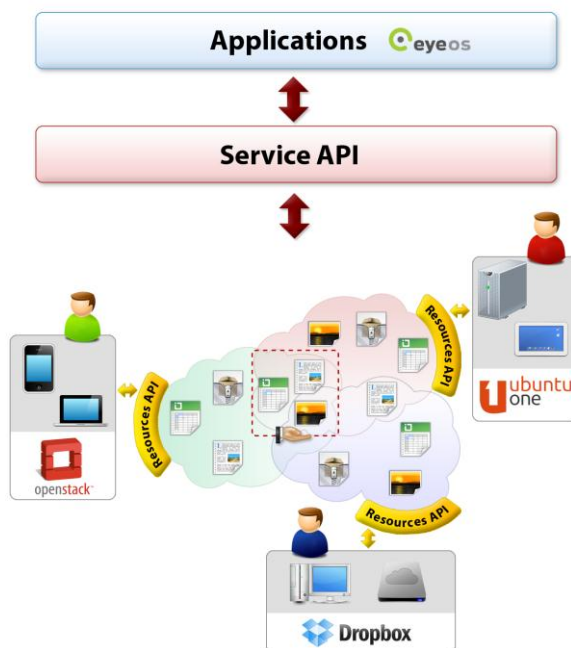 Applications eyeos
Service API
Resources API
ubuntu
one
Resources API
openstack
Resources API
Dropbox